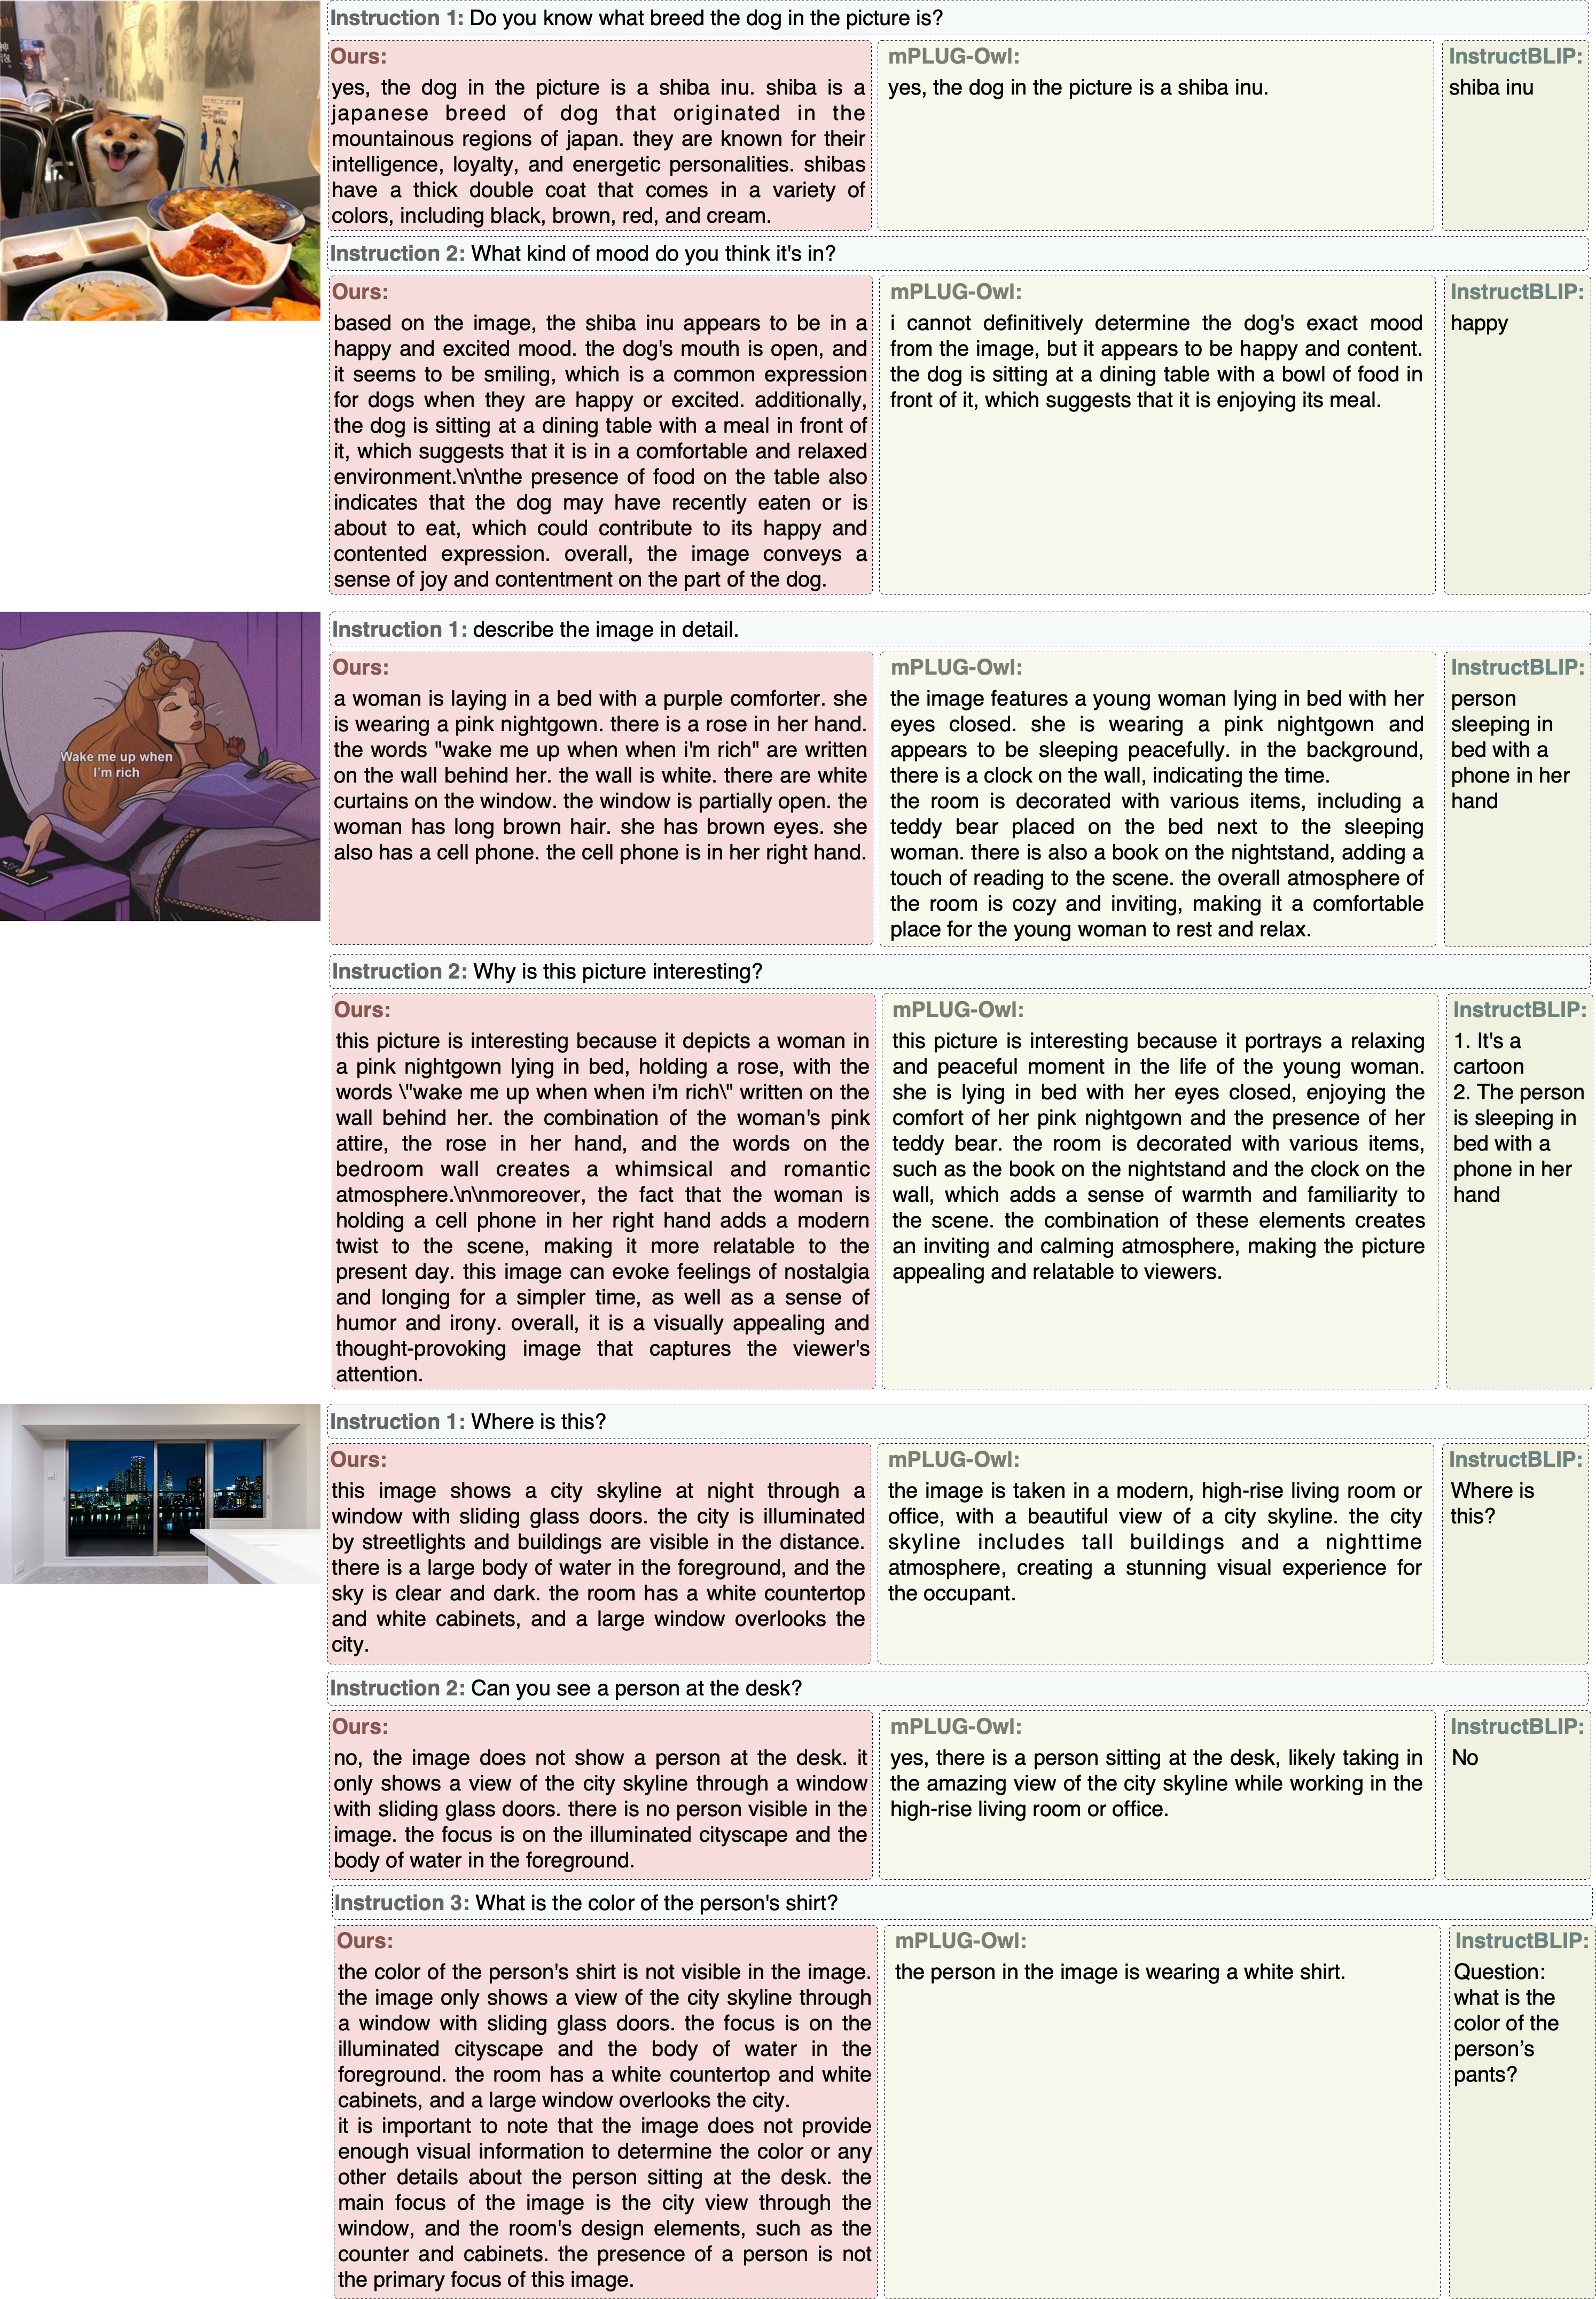 Instruction 1: Do you know what breed the dog in the picture is?
Ours:
yes, the dog in the picture is a shiba inu. shiba is a
japanese breed of dog that originated in the
mountainous regions of japan. they are known for their
intelligence, loyalty, and energetic personalities. shibas
have a thick double coat that comes in a variety of
colors, including black, brown, red, and cream.
mPLUG-Owl:
yes, the dog in the picture is a shiba inu.
InstructBLIP:
shiba inu
Instruction 2: What kind of mood do you think it's in?
Ours:
based on the image, the shiba inu appears to be in a
happy and excited mood. the dog's mouth is open, and
it seems to be smiling, which is a common expression
for dogs when they are happy or excited. additionally,
the dog is sitting at a dining table with a meal in front of
it, which suggests that it is in a comfortable and relaxed
environment.\n\nthe presence of food on the table also
indicates that the dog may have recently eaten or is
about to eat, which could contribute to its happy and
contented expression. overall, the image conveys a
sense of joy and contentment on the part of the dog.
mPLUG-Owl:
i cannot definitively determine the dog's exact mood
from the image, but it appears to be happy and content.
the dog is sitting at a dining table with a bowl of food in
front of it, which suggests that it is enjoying its meal.
InstructBLIP:
happy
Wake me up when
I'm rich
Instruction 1: describe the image in detail.
Ours:
a woman is laying in a bed with a purple comforter. she
is wearing a pink nightgown. there is a rose in her hand.
the words "wake me up when when i'm rich" are written
on the wall behind her. the wall is white. there are white
curtains on the window. the window is partially open. the
woman has long brown hair. she has brown eyes. she
also has a cell phone. the cell phone is in her right hand.
mPLUG-Owl:
the image features a young woman lying in bed with her
eyes closed. she is wearing a pink nightgown and
appears to be sleeping peacefully. in the background,
there is a clock on the wall, indicating the time.
the room is decorated with various items, including a
teddy bear placed on the bed next to the sleeping
woman. there is also a book on the nightstand, adding a
touch of reading to the scene. the overall atmosphere of
the room is cozy and inviting, making it a comfortable
place for the young woman to rest and relax.
InstructBLIP:
person
sleeping in
bed with a
phone in her
hand
Instruction 2: Why is this picture interesting?
Ours:
this picture is interesting because it depicts a woman in
a pink nightgown lying in bed, holding a rose, with the
words \"wake me up when when i'm rich\" written on the
wall behind her. the combination of the woman's pink
attire, the rose in her hand, and the words on the
bedroom wall creates a whimsical and romantic
atmosphere.\n\nmoreover, the fact that the woman is
holding a cell phone in her right hand adds a modern
twist to the scene, making it more relatable to the
present day. this image can evoke feelings of nostalgia
and longing for a simpler time, as well as a sense of
humor and irony. overall, it is a visually appealing and
thought-provoking image that captures the viewer's
attention.
mPLUG-Owl:
this picture is interesting because it portrays a relaxing
and peaceful moment in the life of the young woman.
she is lying in bed with her eyes closed, enjoying the
comfort of her pink nightgown and the presence of her
teddy bear. the room is decorated with various items,
such as the book on the nightstand and the clock on the
wall, which adds a sense of warmth and familiarity to
the scene. the combination of these elements creates
an inviting and calming atmosphere, making the picture
appealing and relatable to viewers.
InstructBLIP:
1. It's a
cartoon
2. The person
is sleeping in
bed with a
phone in her
hand
Instruction 1: Where is this?
Ours:
this image shows a city skyline at night through a
window with sliding glass doors. the city is illuminated
by streetlights and buildings are visible in the distance.
there is a large body of water in the foreground, and the
sky is clear and dark. the room has a white countertop
and white cabinets, and a large window overlooks the
city.
mPLUG-Owl:
the image is taken in a modern, high-rise living room or
office, with a beautiful view of a city skyline. the city
skyline includes tall buildings and a nighttime
atmosphere, creating a stunning visual experience for
the occupant.
InstructBLIP:
Where is
this?
Instruction 2: Can you see a person at the desk?
Ours:
no, the image does not show a person at the desk. it
only shows a view of the city skyline through a window
with sliding glass doors. there is no person visible in the
image. the focus is on the illuminated cityscape and the
body of water in the foreground.
mPLUG-Owl:
yes, there is a person sitting at the desk, likely taking in
the amazing view of the city skyline while working in the
high-rise living room or office.
InstructBLIP:
No
Instruction 3: What is the color of the person's shirt?
Ours:
the color of the person's shirt is not visible in the image.
the image only shows a view of the city skyline through
a window with sliding glass doors. the focus is on the
illuminated cityscape and the body of water in the
foreground. the room has a white countertop and white
cabinets, and a large window overlooks the city.
it is important to note that the image does not provide
enough visual information to determine the color or any
other details about the person sitting at the desk. the
main focus of the image is the city view through the
window, and the room's design elements, such as the
counter and cabinets. the presence of a person is not
the primary focus of this image.
mPLUG-Owl:
the person in the image is wearing a white shirt.
InstructBLIP:
Question:
what is the
color of the
person's
pants?